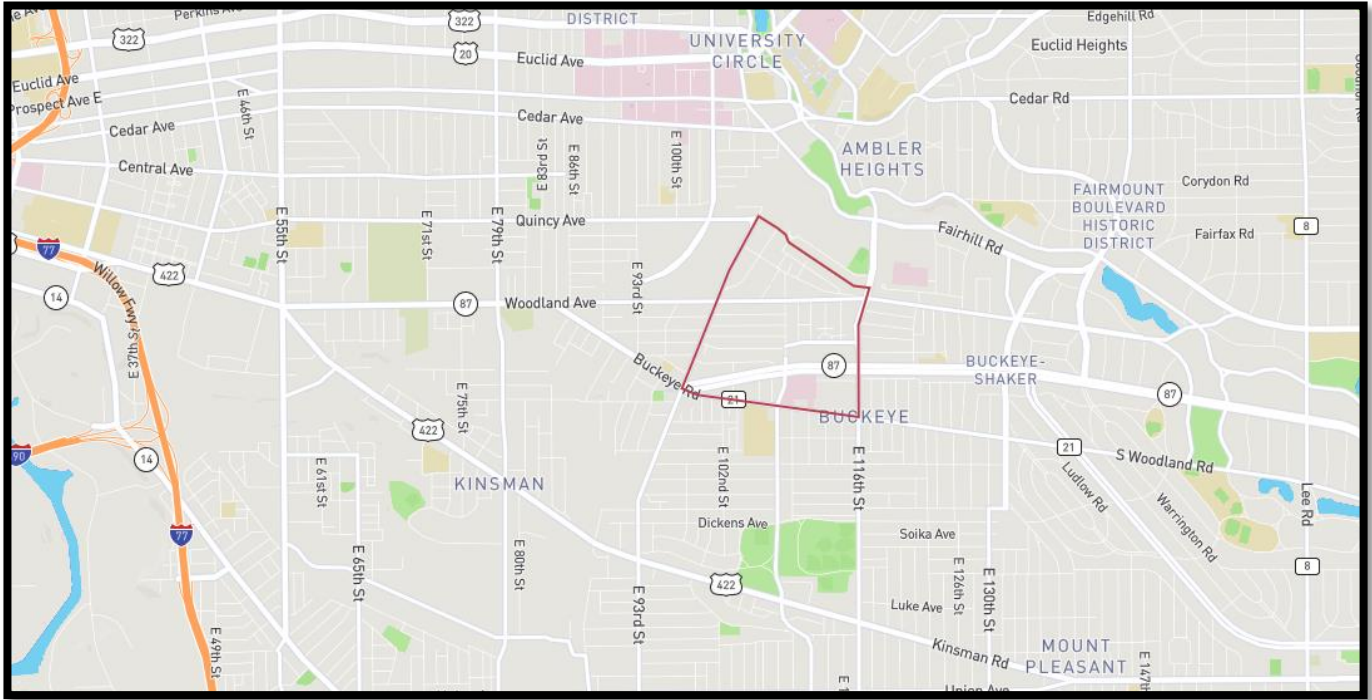 Perkins Ave
322
322
DISTRICT
Edgehill Rd
UNIVERSITY
CIRCLE
Euclid Heights
20
Euclid Ave
Euclid Ave
Prospect Ave E
E 46th St
Cedar Rd
Cedar Ave
Cedar Ave
Central Ave
E 83rd St
E 86th St
E 100th St
AMBLER
HEIGHTS
FAIRMOUNT
BOULEVARD
HISTORIC
DISTRICT
Corydon Rd
Fairfax Rd
8
E 55th St
E 71st St
E 79th St
Quincy Ave
Fairhill Rd
77
422
14
Willow Fwy S
E 37th St
E 93rd St
87
Woodland Ave
Buckeye Rd
21
87
BUCKEYE
BUCKEYE-
SHAKER
87
E 75th St
422
14
90
E 61st St
KINSMAN
E 102nd St
E 116th St
21
S Woodland Rd
Ludlow Rd
Warrington Rd
Lee Rd
77
Dickens Ave
Soika Ave
E 65th St
E 80th St
422
E 126th St
E 130th St
8
E 93rd St
Luke Ave
E 49th St
Kinsman Rd
MOUNT
PLEASANT
E 147th
Union Ave